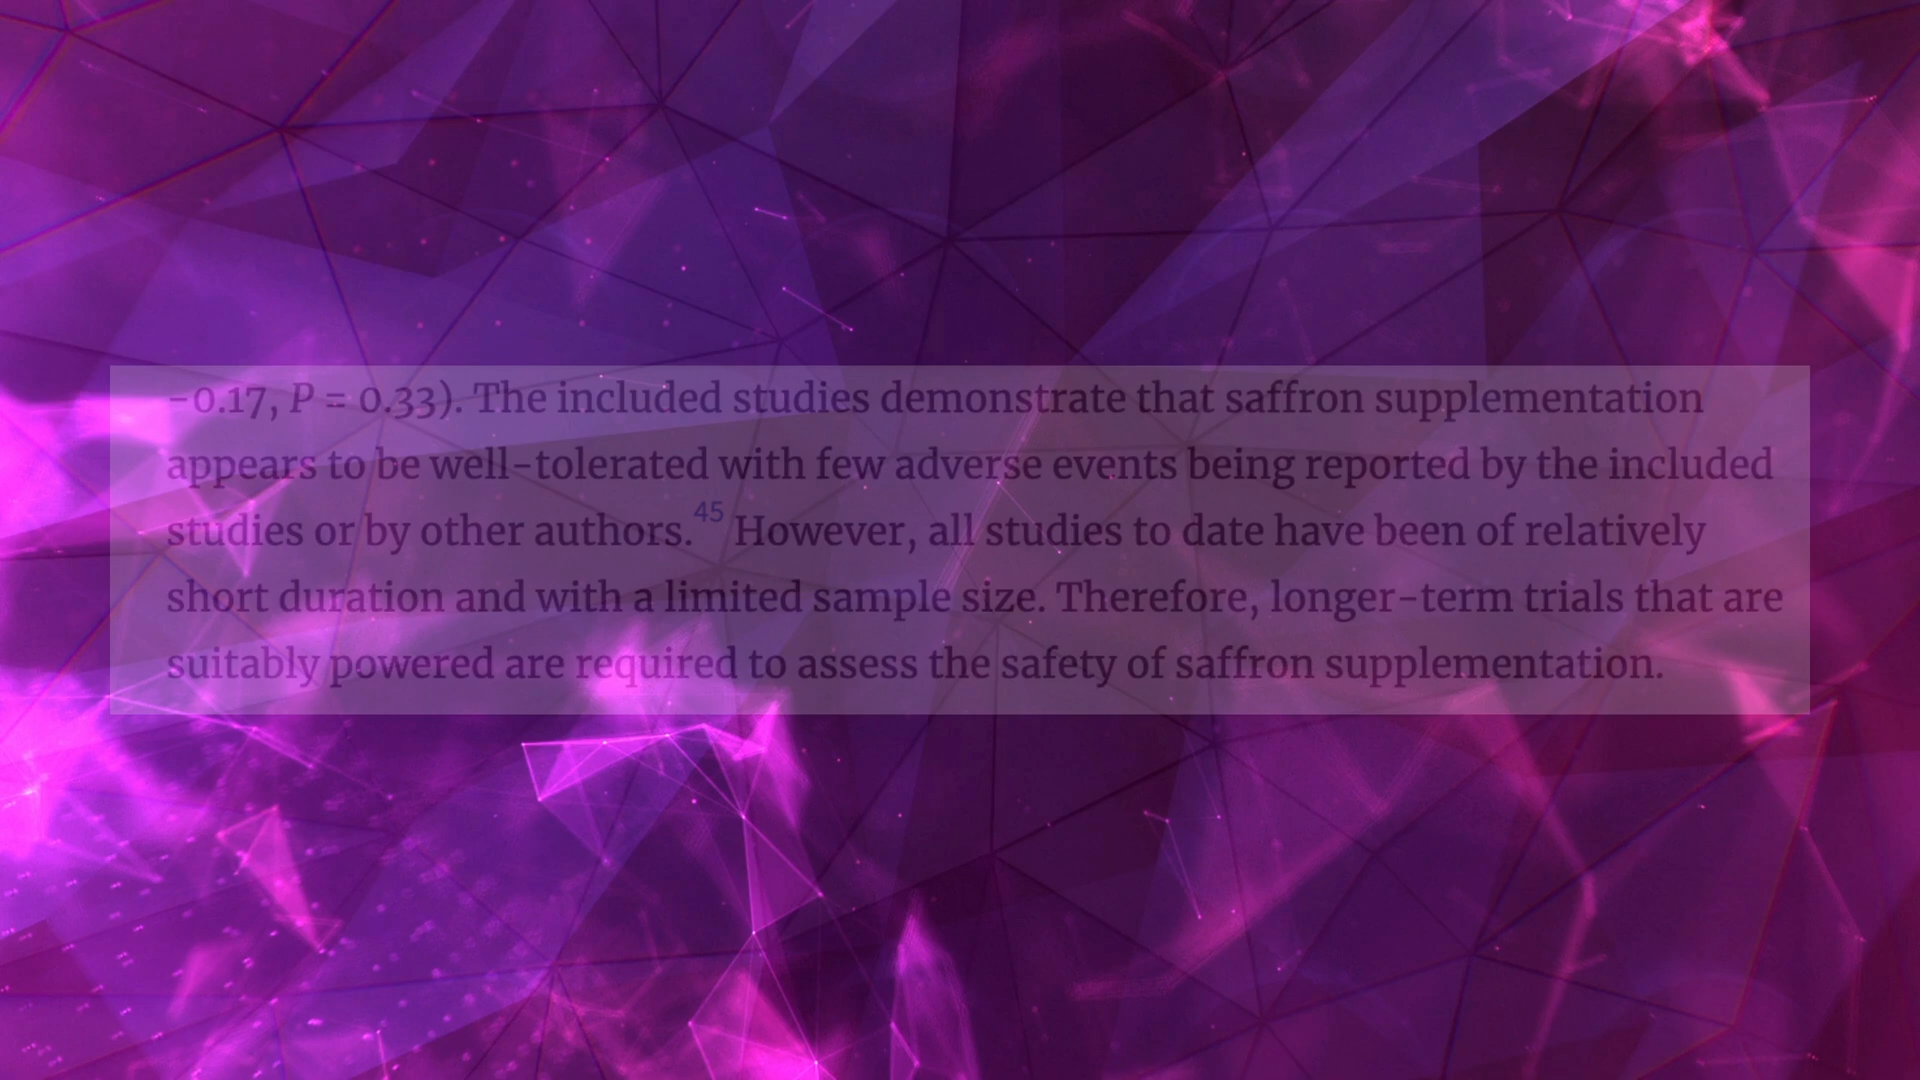 −0.17, P = 0.33). The included studies demonstrate that saffron supplementation
appears to be well-tolerated with few adverse events being reported by the included
studies or by other authors.45 However, all studies to date have been of relatively
short duration and with a limited sample size. Therefore, longer-term trials that are
suitably powered are required to assess the safety of saffron supplementation.